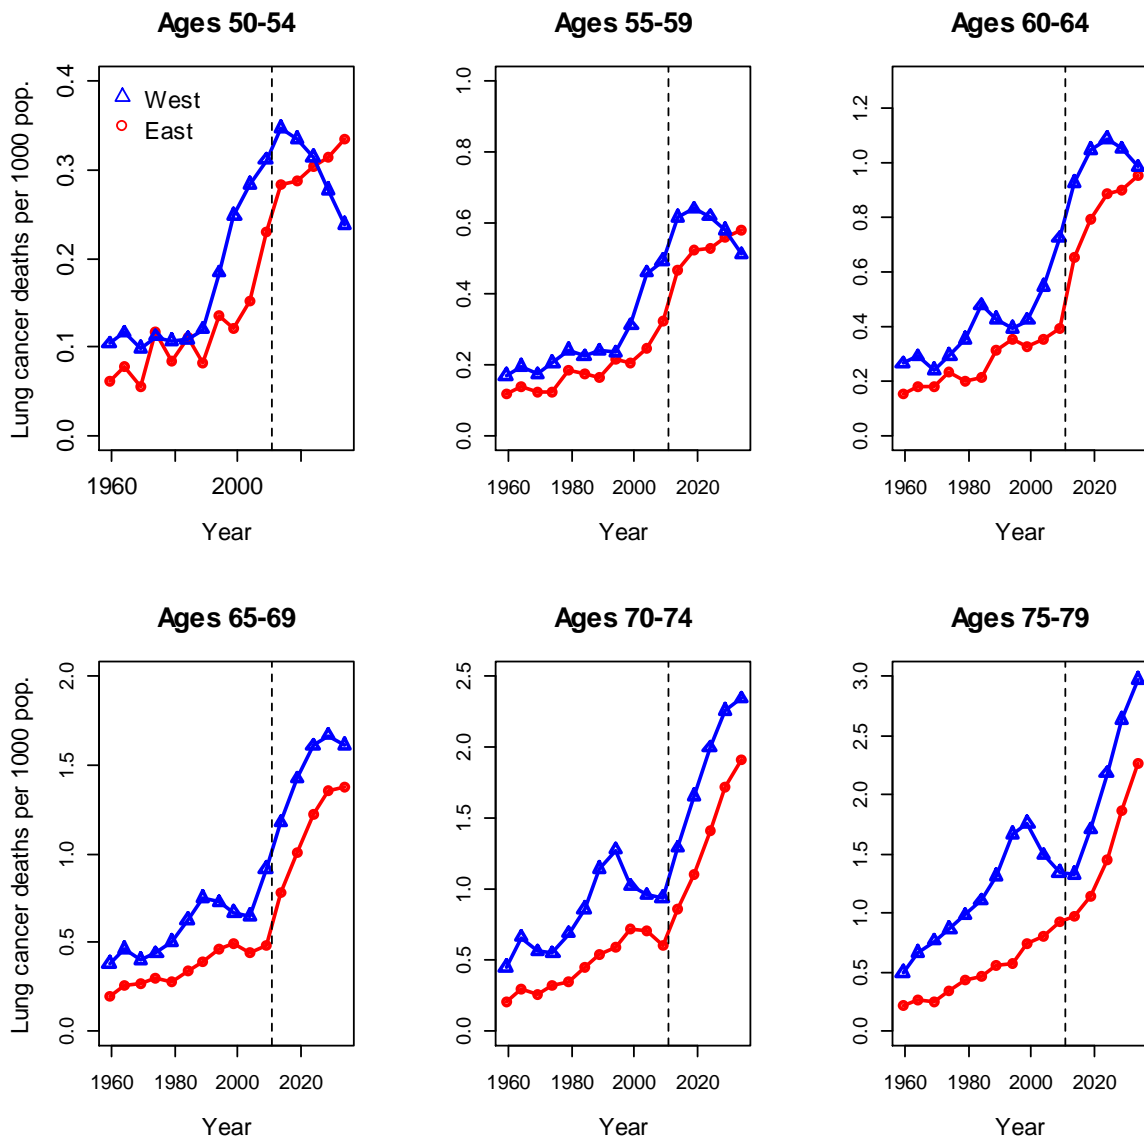 Ages 50-54
Ages 55-59
Ages 60-64
Lung cancer deaths per 1000 pop.
0.4
0.3
0.2
0.1
0.0
West
East
1960 2000
Year
1.0
0.8
0.6
0.4
0.2
0.0
1960 1980 2000 2020
Year
1.2
1.0
0.8
0.6
0.4
0.2
0.0
1960 1980 2000 2020
Year
Ages 65-69
Ages 70-74
Ages 75-79
Lung cancer deaths per 1000 pop.
2.0
1.5
1.0
0.5
0.0
1960 1980 2000 2020
Year
2.5
2.0
1.5
1.0
0.5
0.0
1960 1980 2000 2020
Year
3.0
2.5
2.0
1.5
1.0
0.5
0.0
1960 1980 2000 2020
Year